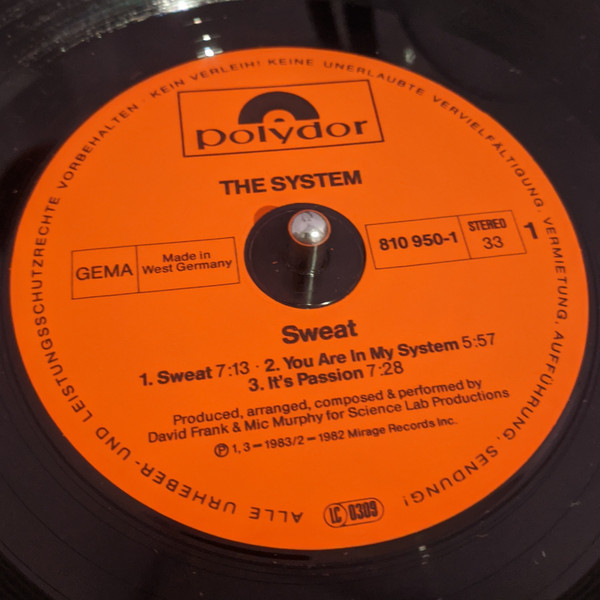 ALLE URHEBER- UND LEISTUNGSSCHUTZRECHTE VORBEHALTEN · KEIN VERLEIH! KEINE UNERLAUBTE VERVIELFÄLTIGUNG, VERMIETUNG, AUFFÜHRUNG, SENDUNG!
polydor
THE SYSTEM
GEMA
Made in
West Germany
810 950-1
STEREO
33
1
Sweat
1. Sweat 7:13 · 2. You Are In My System 5:57
3. It's Passion 7:28
Produced, arranged, composed & performed by
David Frank & Mic Murphy for Science Lab Productions
Ⓟ 1, 3 – 1983/2 – 1982 Mirage Records Inc.
LC 0309